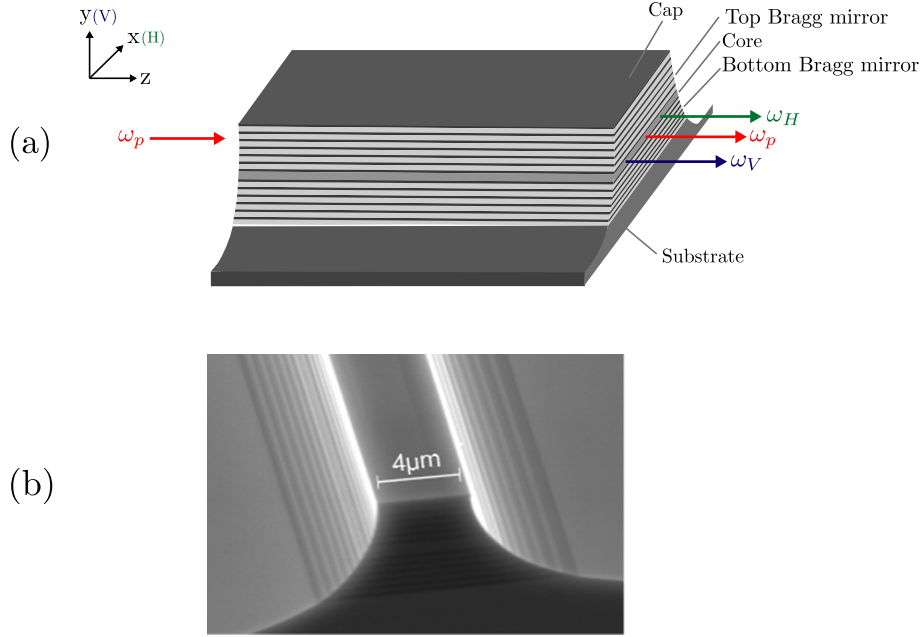 y(V)
x(H)
z
(a)
ω_p
Cap
Top Bragg mirror
Core
Bottom Bragg mirror
ω_H
ω_p
ω_V
Substrate
(b)
4μm